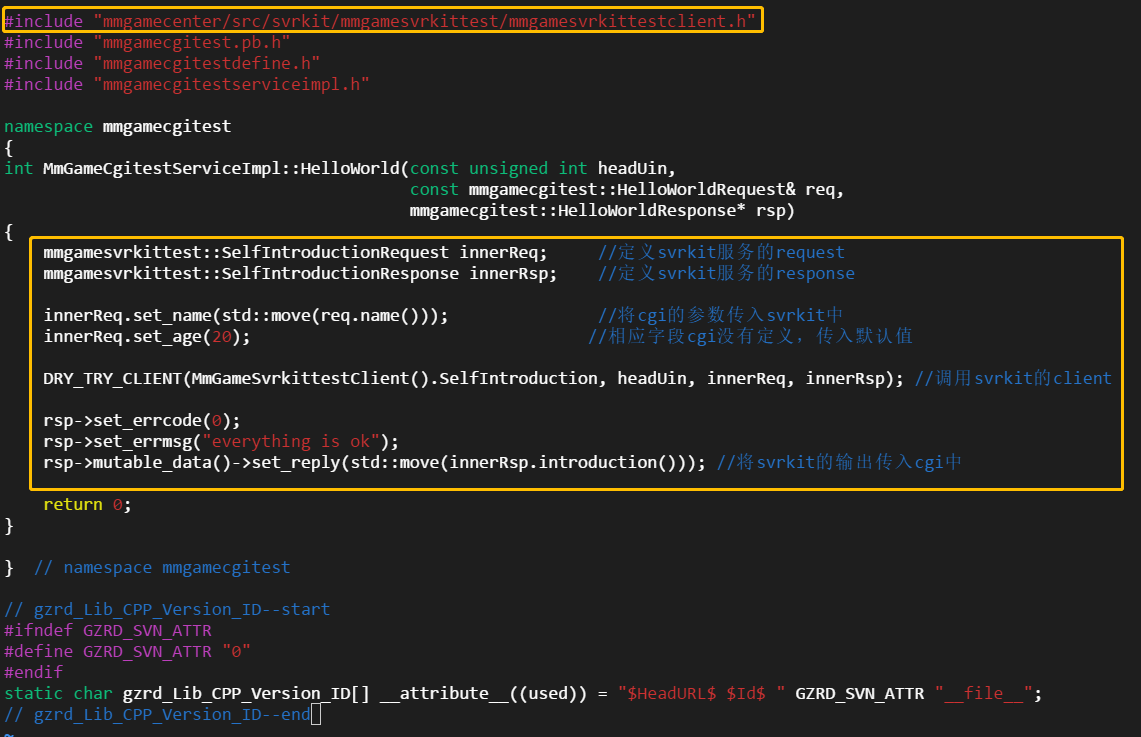 #include "mmgamecenter/src/svrkit/mmgamesvrkittest/mmgamesvrkittestclient.h"
#include "mmgamecgitest.pb.h"
#include "mmgamecgitestdefine.h"
#include "mmgamecgitestserviceimpl.h"
namespace mmgamecgitest
{
int MmGameCgitestServiceImpl::HelloWorld(const unsigned int headUin,
const mmgamecgitest::HelloWorldRequest& req,
mmgamecgitest::HelloWorldResponse* rsp)
{
mmgamesvrkittest::SelfIntroductionRequest innerReq; //定义svrkit服务的request
mmgamesvrkittest::SelfIntroductionResponse innerRsp; //定义svrkit服务的response
innerReq.set_name(std::move(req.name())); //将cgi的参数传入svrkit中
innerReq.set_age(20); //相应字段cgi没有定义，传入默认值
DRY_TRY_CLIENT(MmGameSvrkittestClient().SelfIntroduction, headUin, innerReq, innerRsp); //调用svrkit的client
rsp->set_errcode(0);
rsp->set_errmsg("everything is ok");
rsp->mutable_data()->set_reply(std::move(innerRsp.introduction())); //将svrkit的输出传入cgi中
return 0;
}
} // namespace mmgamecgitest
// gzrd_Lib_CPP_Version_ID--start
#ifndef GZRD_SVN_ATTR
#define GZRD_SVN_ATTR "0"
#endif
static char gzrd_Lib_CPP_Version_ID[] __attribute__((used)) = "$HeadURL$ $Id$ " GZRD_SVN_ATTR "__file__";
// gzrd_Lib_CPP_Version_ID--end
~